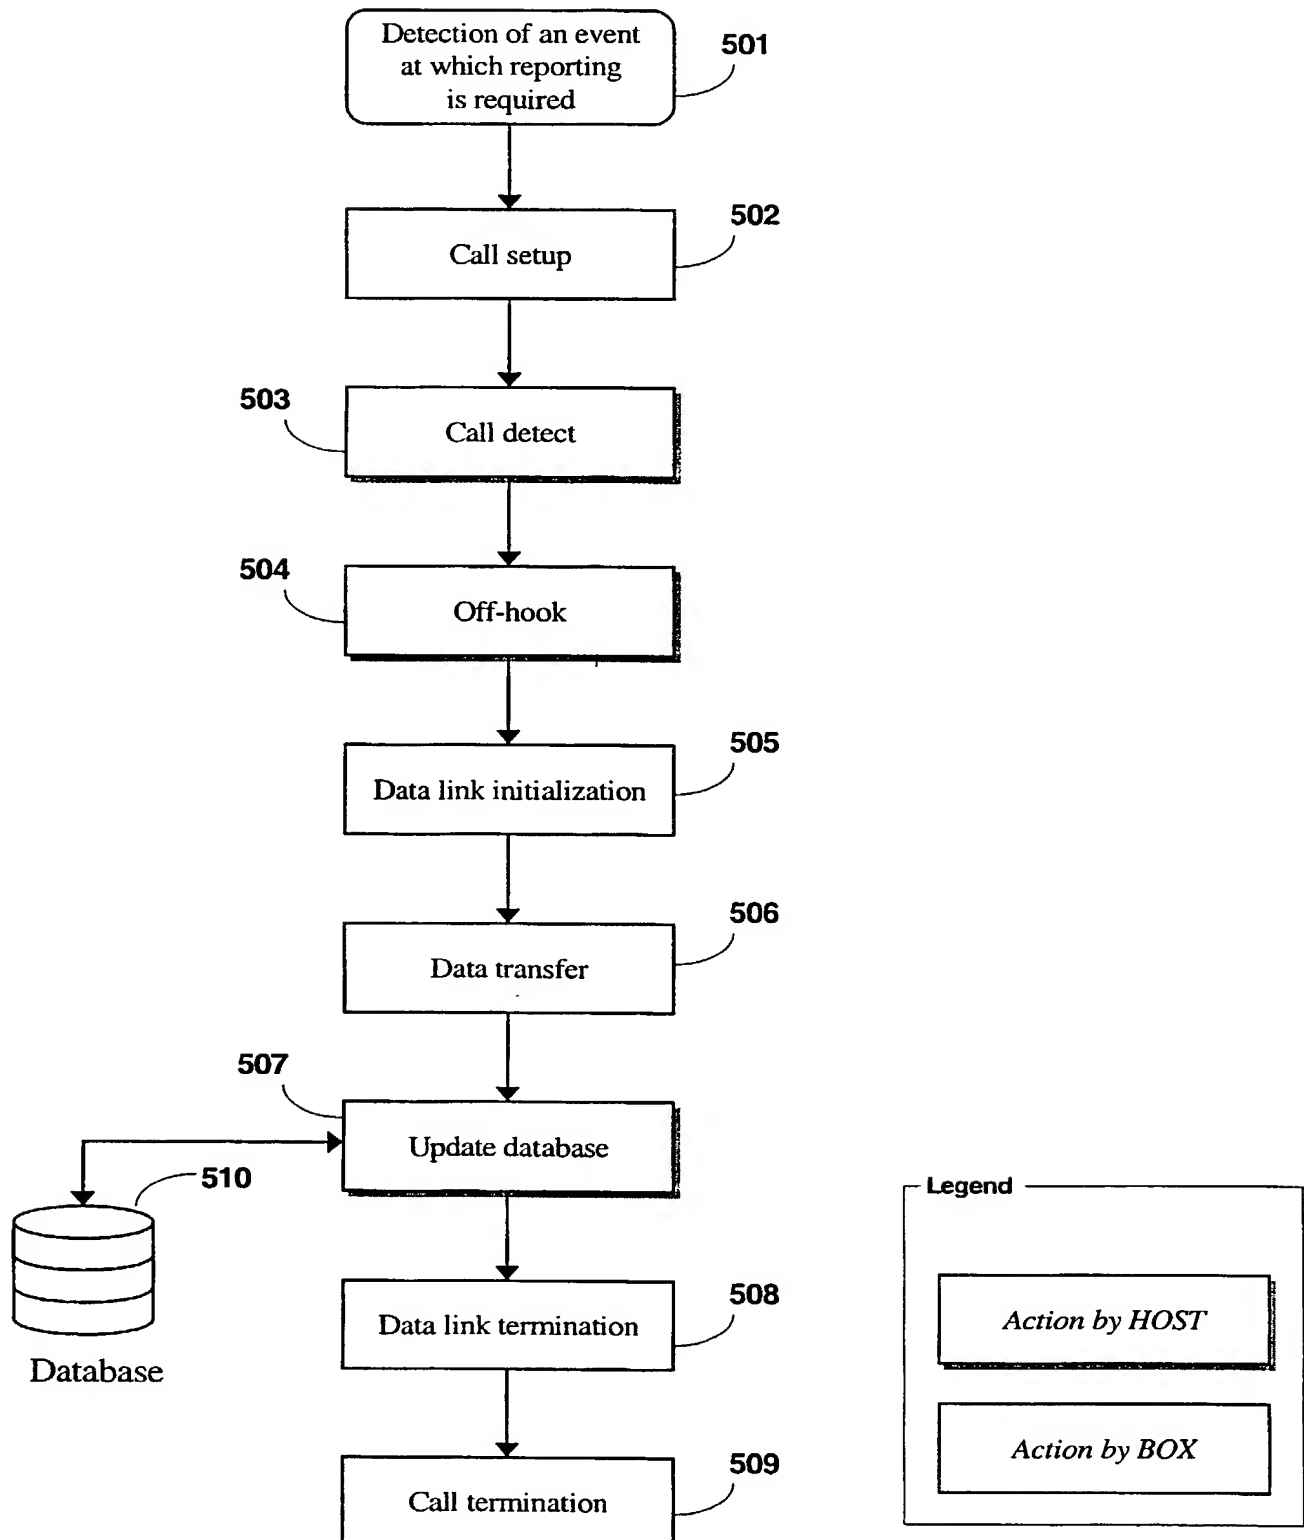 Detection of an event
at which reporting
is required
501
502
Call setup
503
Call detect
504
Off-hook
505
Data link initialization
506
Data transfer
507
Update database
510
Database
508
Data link termination
509
Call termination
Legend
Action by HOST
Action by BOX